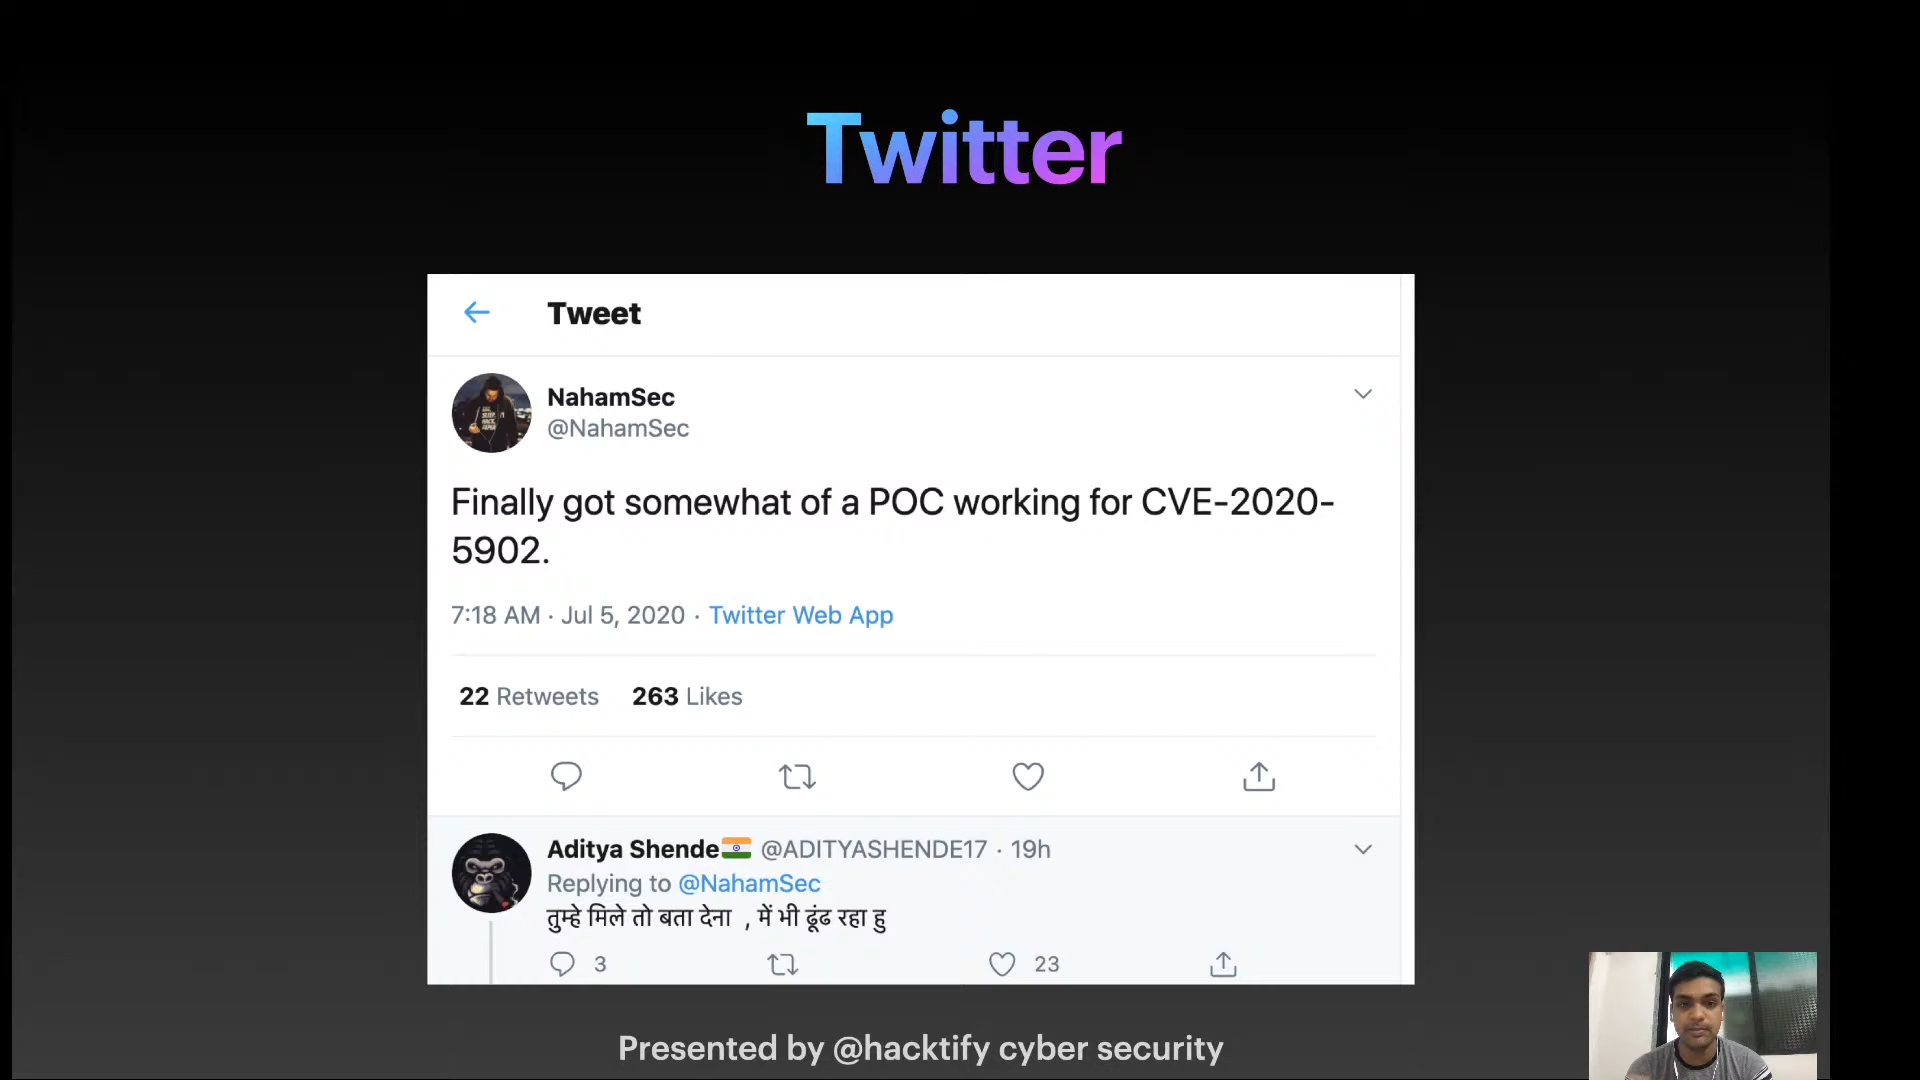 Twitter
Tweet
NahamSec
@NahamSec
Finally got somewhat of a POC working for CVE-2020-
5902.
7:18 AM · Jul 5, 2020 · Twitter Web App
22 Retweets 263 Likes
Aditya Shende🇮🇳 @ADITYASHENDE17 · 19h
Replying to @NahamSec
तुम्हे मिले तो बता देना , में भी ढूंढ रहा हु
3 23
Presented by @hacktify cyber security